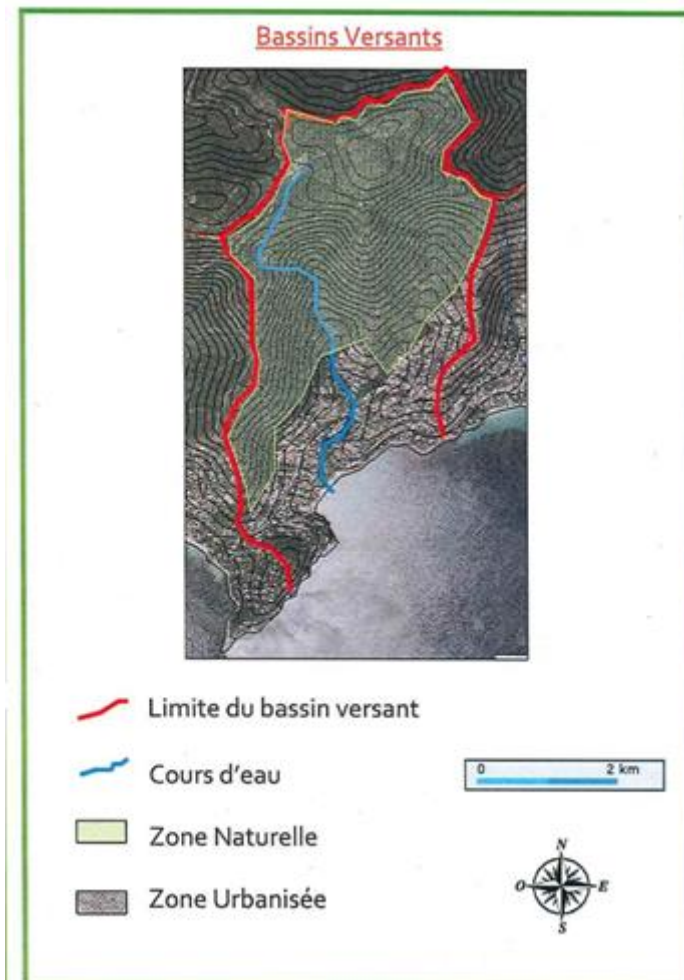 Bassins Versants
Limite du bassin versant
Cours d'eau
0 2 km
Zone Naturelle
Zone Urbanisée
N
O E
S